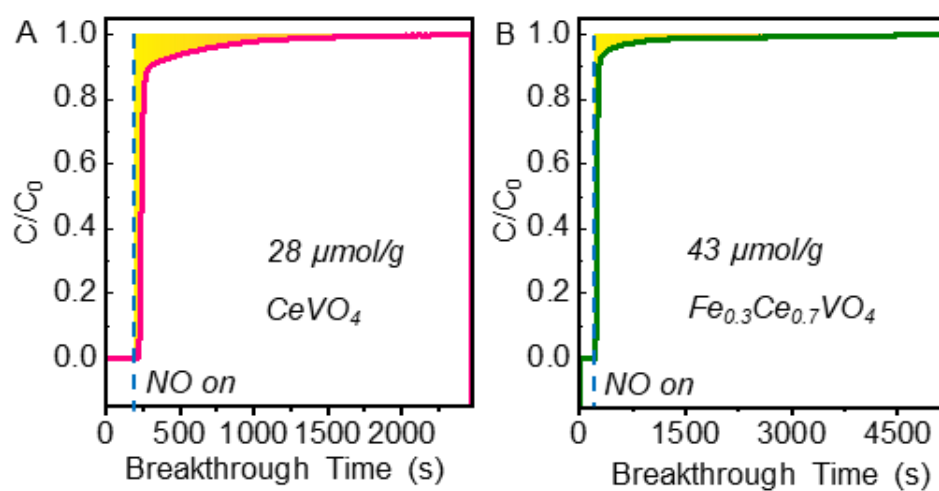 A
C/C₀
1.0
0.8
0.6
0.4
0.2
0.0
28 µmol/g
CeVO₄
NO on
0 500 1000 1500 2000
Breakthrough Time (s)
B
C/C₀
1.0
0.8
0.6
0.4
0.2
0.0
43 µmol/g
Fe₀.₃Ce₀.₇VO₄
NO on
0 1500 3000 4500
Breakthrough Time (s)